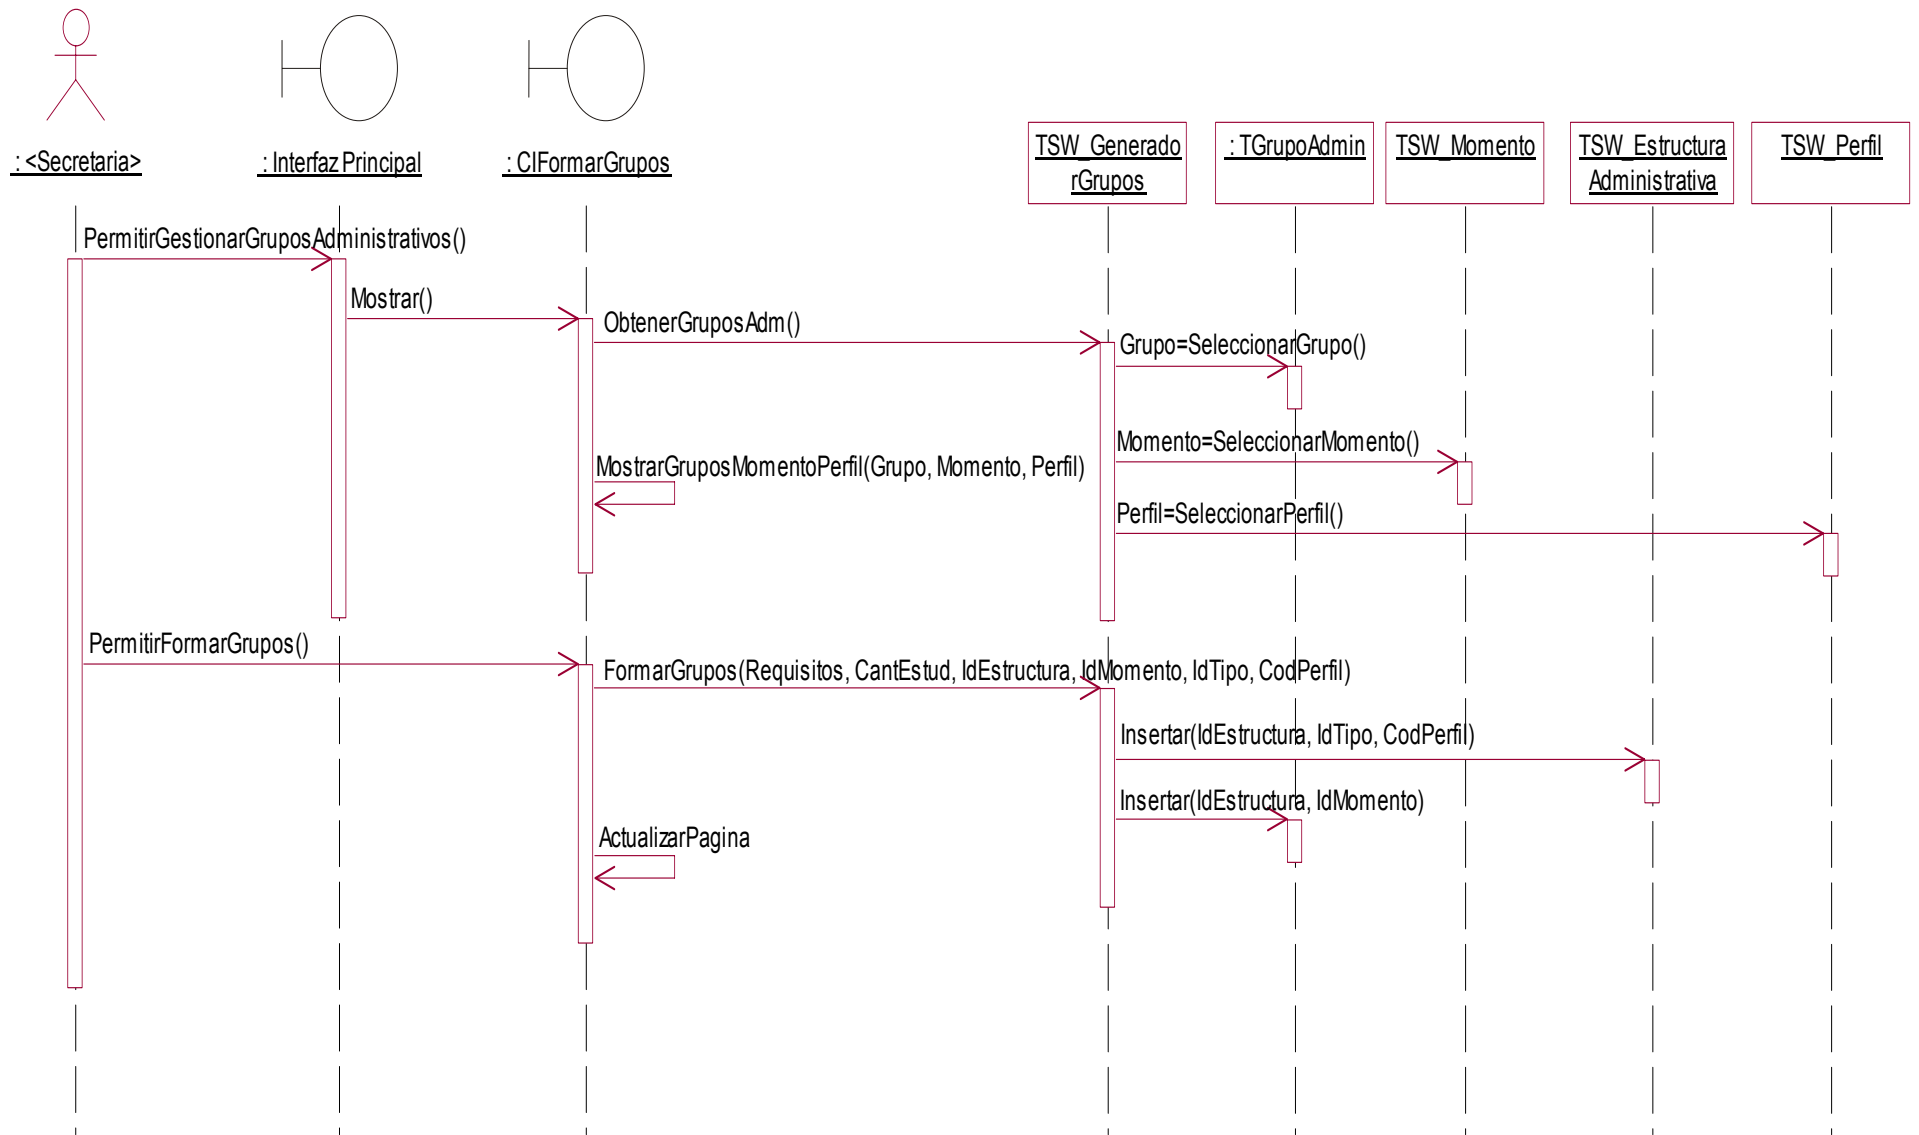 : <Secretaria>
: Interfaz Principal
: CIFormarGrupos
TSW_Generado
rGrupos
: TGrupoAdmin
TSW_Momento
TSW_Estructura
Administrativa
TSW_Perfil
PermitirGestionarGruposAdministrativos()
Mostrar()
ObtenerGruposAdm()
Grupo=SeleccionarGrupo()
Momento=SeleccionarMomento()
MostrarGruposMomentoPerfil(Grupo, Momento, Perfil)
Perfil=SeleccionarPerfil()
PermitirFormarGrupos()
FormarGrupos(Requisitos, CantEstud, IdEstructura, IdMomento, IdTipo, CodPerfil)
Insertar(IdEstructura, IdTipo, CodPerfil)
Insertar(IdEstructura, IdMomento)
ActualizarPagina